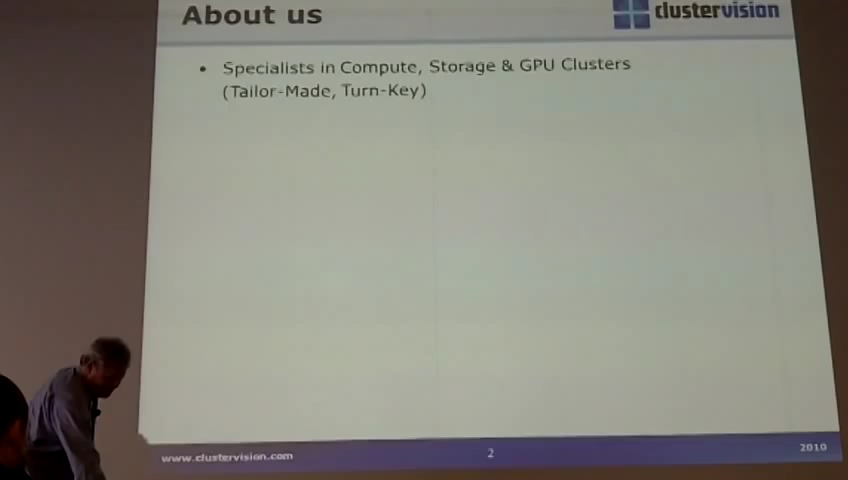 About us
clustervision
• Specialists in Compute, Storage & GPU Clusters
(Tailor-Made, Turn-Key)
www.clustervision.com
2
2010